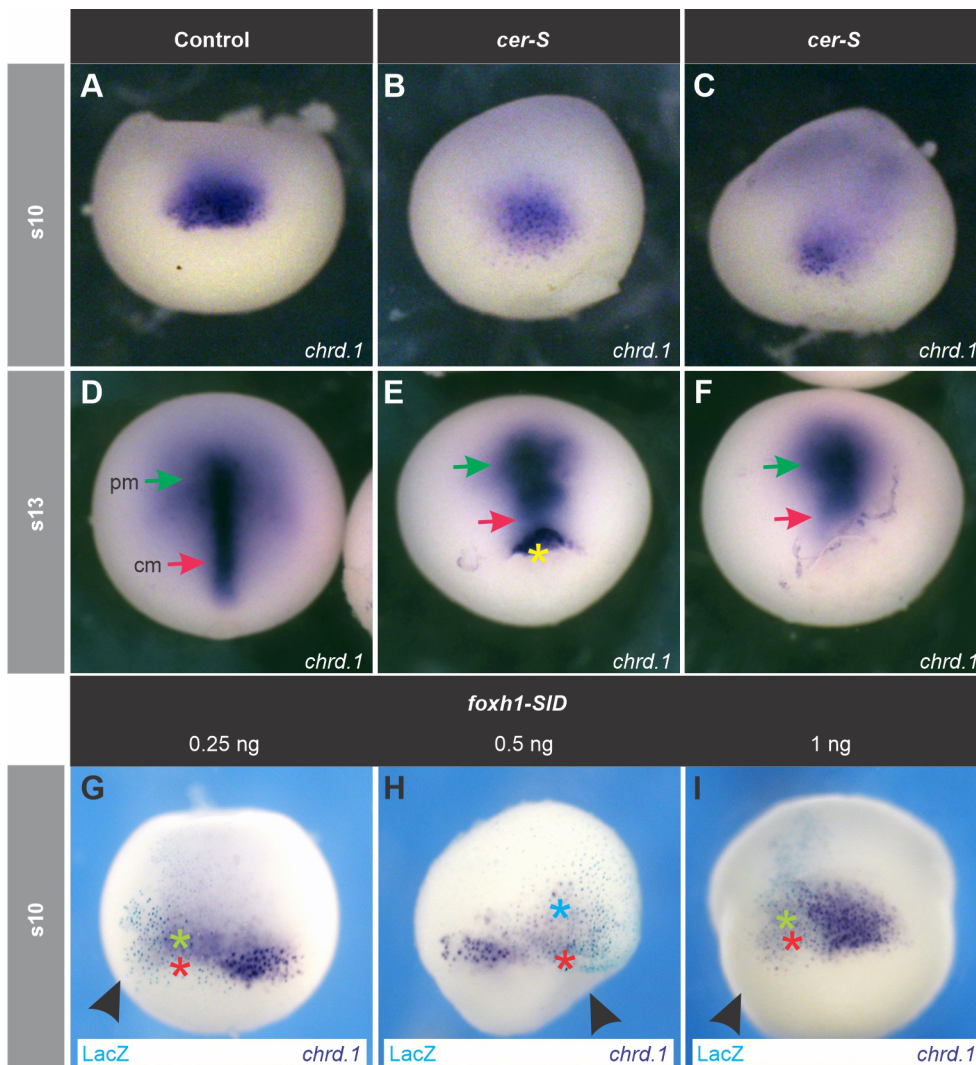 Control cer-S cer-S
s10
A B C
chrd.1 chrd.1 chrd.1
s13
D E F
pm
cm
* 
chrd.1 chrd.1 chrd.1
foxh1-SID
0.25 ng 0.5 ng 1 ng
s10
G H I
* * *
* * *
LacZ chrd.1 LacZ chrd.1 LacZ chrd.1